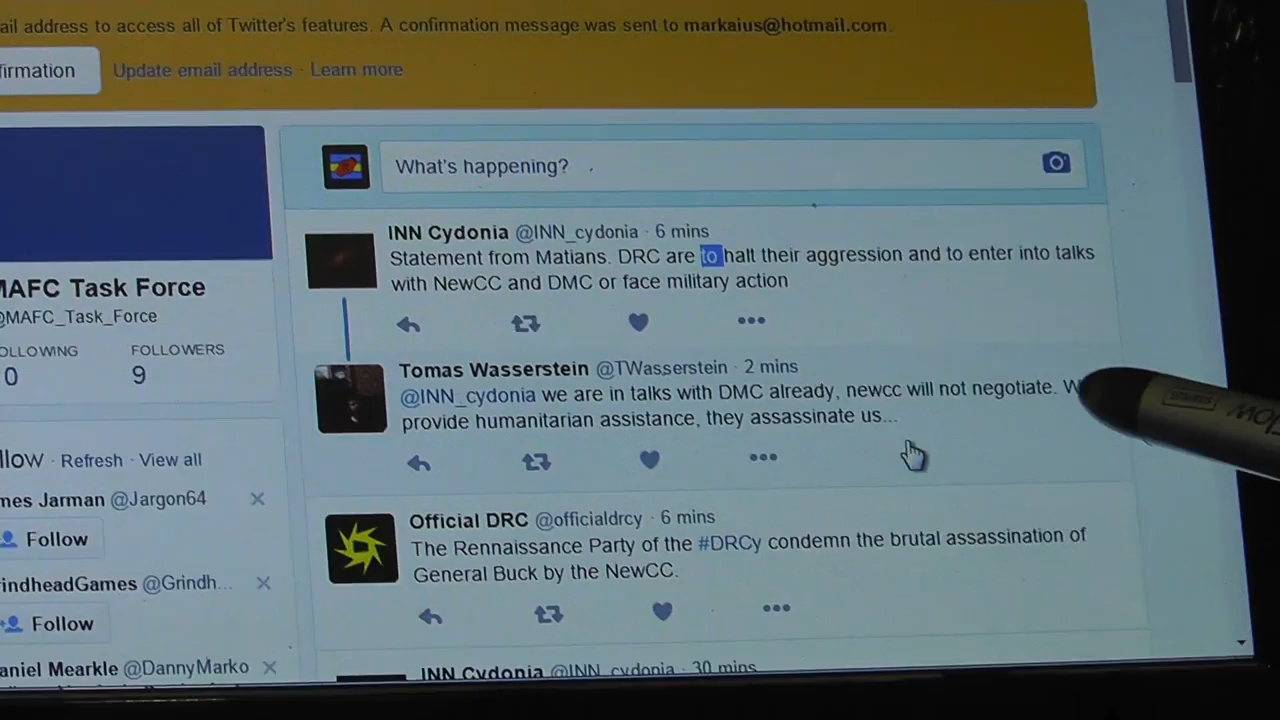 ail address to access all of Twitter's features. A confirmation message was sent to markaius@hotmail.com.
firmation Update email address · Learn more
What's happening?
INN Cydonia @INN_cydonia · 6 mins
Statement from Matians. DRC are to halt their aggression and to enter into talks
with NewCC and DMC or face military action
MAFC Task Force
@MAFC_Task_Force
OLLOWING FOLLOWERS
0 9
Tomas Wasserstein @TWasserstein · 2 mins
@INN_cydonia we are in talks with DMC already, newcc will not negotiate.
provide humanitarian assistance, they assassinate us...
llow · Refresh · View all
mes Jarman @Jargon64
Follow
Official DRC @officialdrcy · 6 mins
The Rennaissance Party of the #DRCy condemn the brutal assassination of
General Buck by the NewCC.
rindheadGames @Grindh...
Follow
aniel Mearkle @DannyMarko
INN Cydonia @INN_cydonia · 30 mins